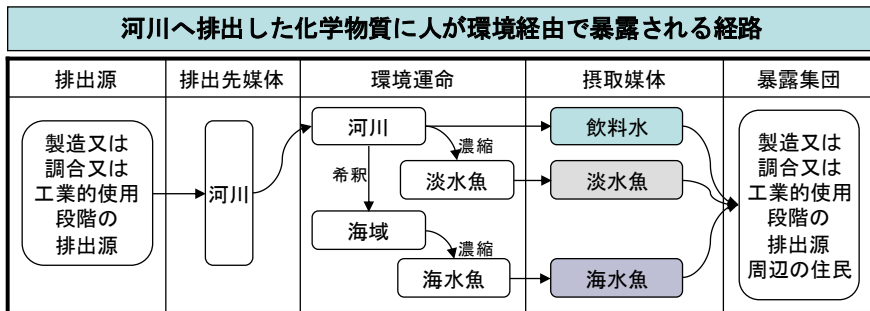 河川へ排出した化学物質に人が環境経由で暴露される経路
排出源
排出先媒体
環境運命
摂取媒体
暴露集団
製造又は
調合又は
工業的使用
段階の
排出源
河川
河川
濃縮
希釈
淡水魚
海域
濃縮
海水魚
飲料水
淡水魚
海水魚
製造又は
調合又は
工業的使用
段階の
排出源
周辺の住民